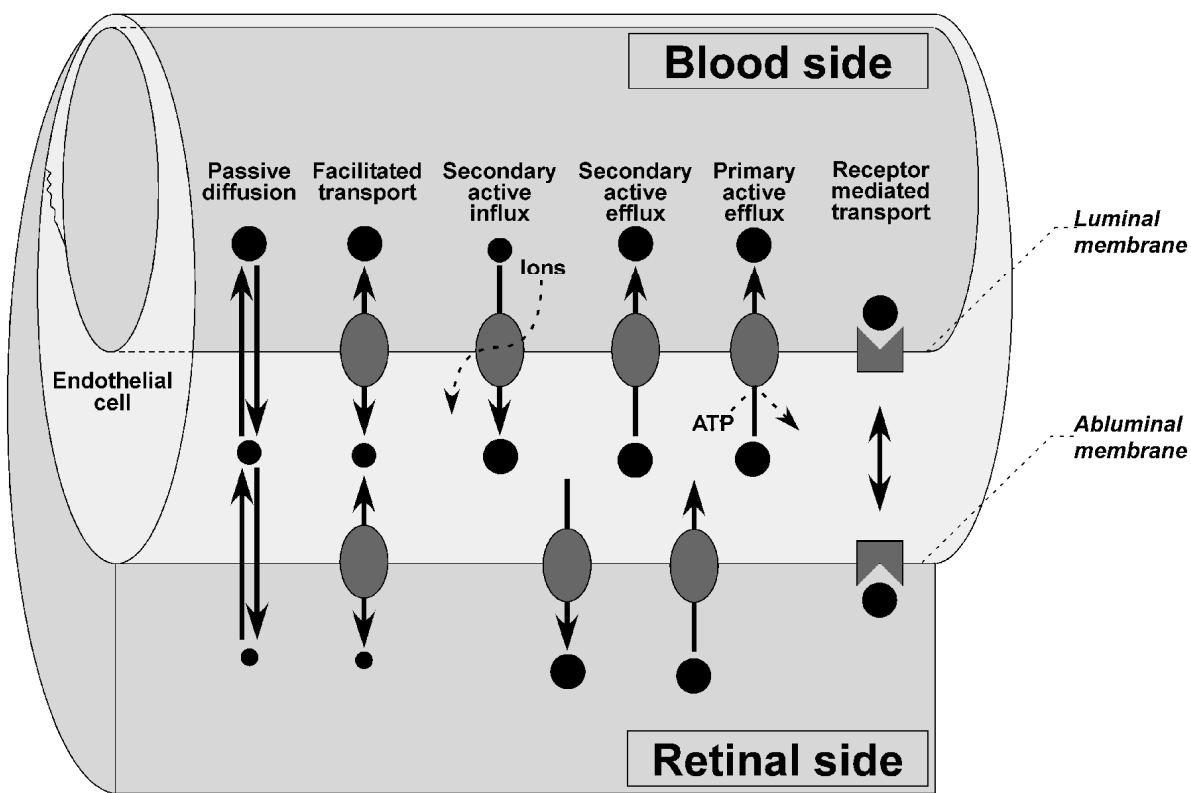 Blood side
Passive
diffusion
Facilitated
transport
Secondary
active
influx
Secondary
active
efflux
Primary
active
efflux
Receptor
mediated
transport
Luminal
membrane
Ions
Endothelial
cell
ATP
Abluminal
membrane
Retinal side